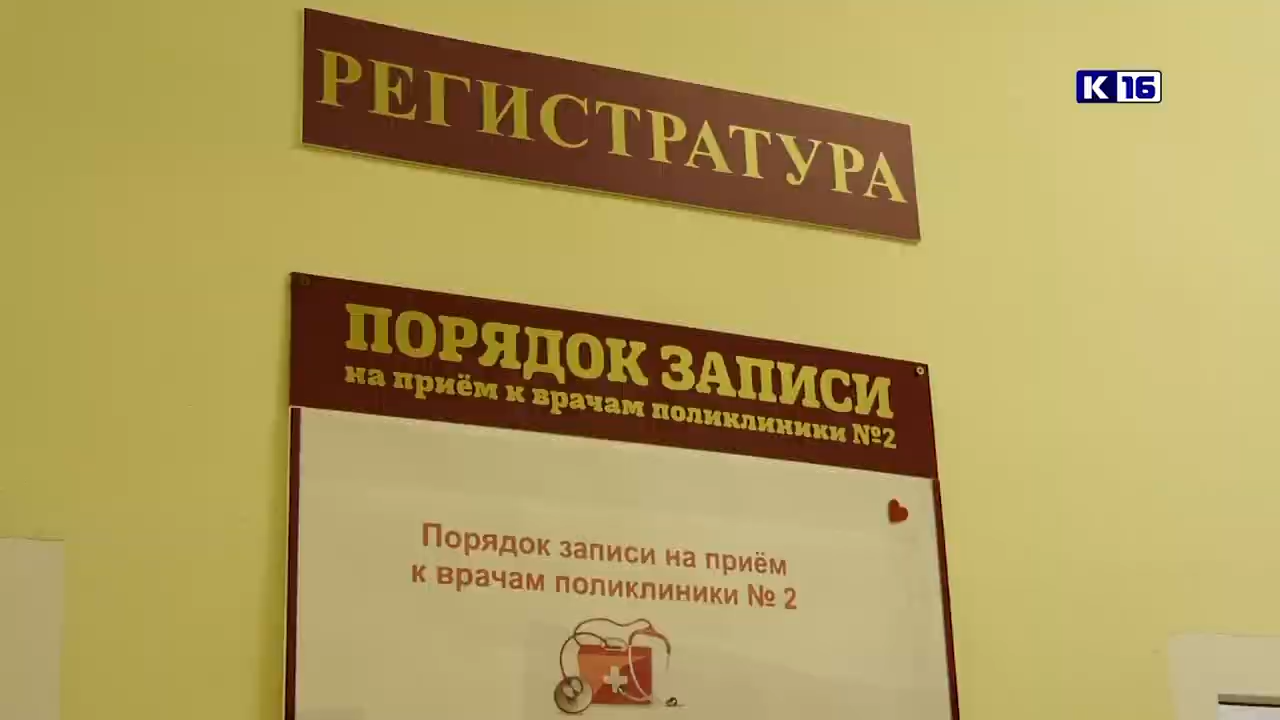 К 16
РЕГИСТРАТУРА
ПОРЯДОК ЗАПИСИ
на приём к врачам поликлиники №2
Порядок записи на приём
к врачам поликлиники № 2